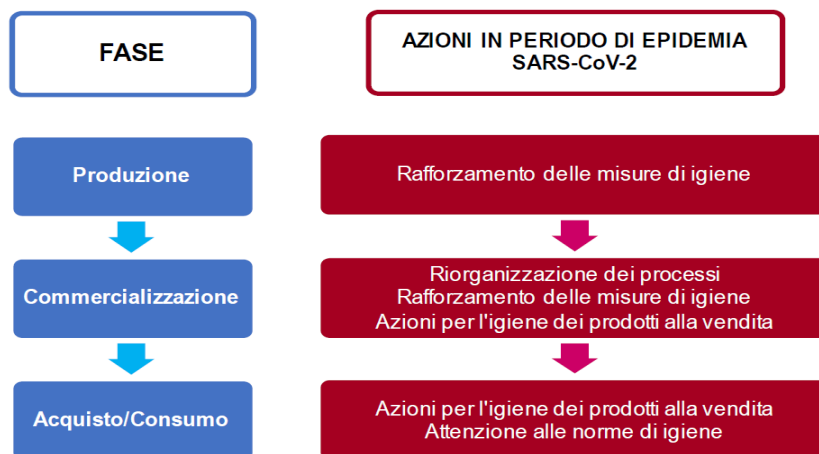 FASE
AZIONI IN PERIODO DI EPIDEMIA
SARS-CoV-2
Produzione
Rafforzamento delle misure di igiene
Commercializzazione
Riorganizzazione dei processi
Rafforzamento delle misure di igiene
Azioni per l'igiene dei prodotti alla vendita
Acquisto/Consumo
Azioni per l'igiene dei prodotti alla vendita
Attenzione alle norme di igiene